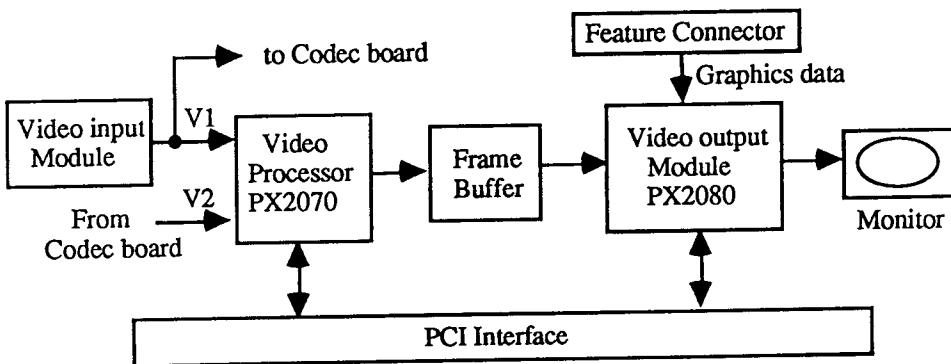 Feature Connector
to Codec board
Graphics data
Video input
Module
V1
Video
Processor
PX2070
Frame
Buffer
Video output
Module
PX2080
V2
From
Codec board
Monitor
PCI Interface